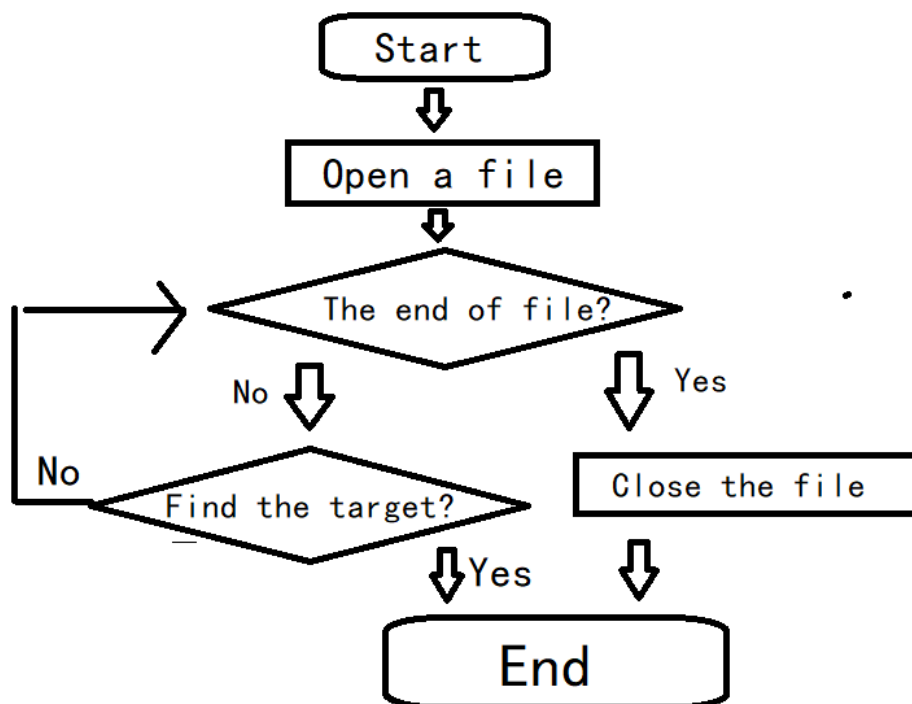 Start
Open a file
The end of file?
No
Yes
No
Find the target?
Close the file
Yes
End